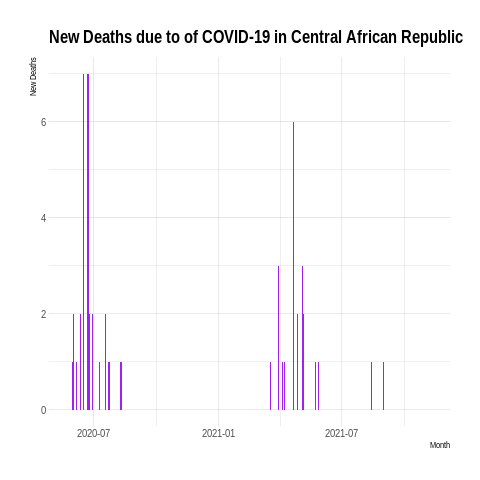 New Deaths due to of COVID-19 in Central African Republic
New Deaths
6
4
2
0
2020-07
2021-01
2021-07
Month